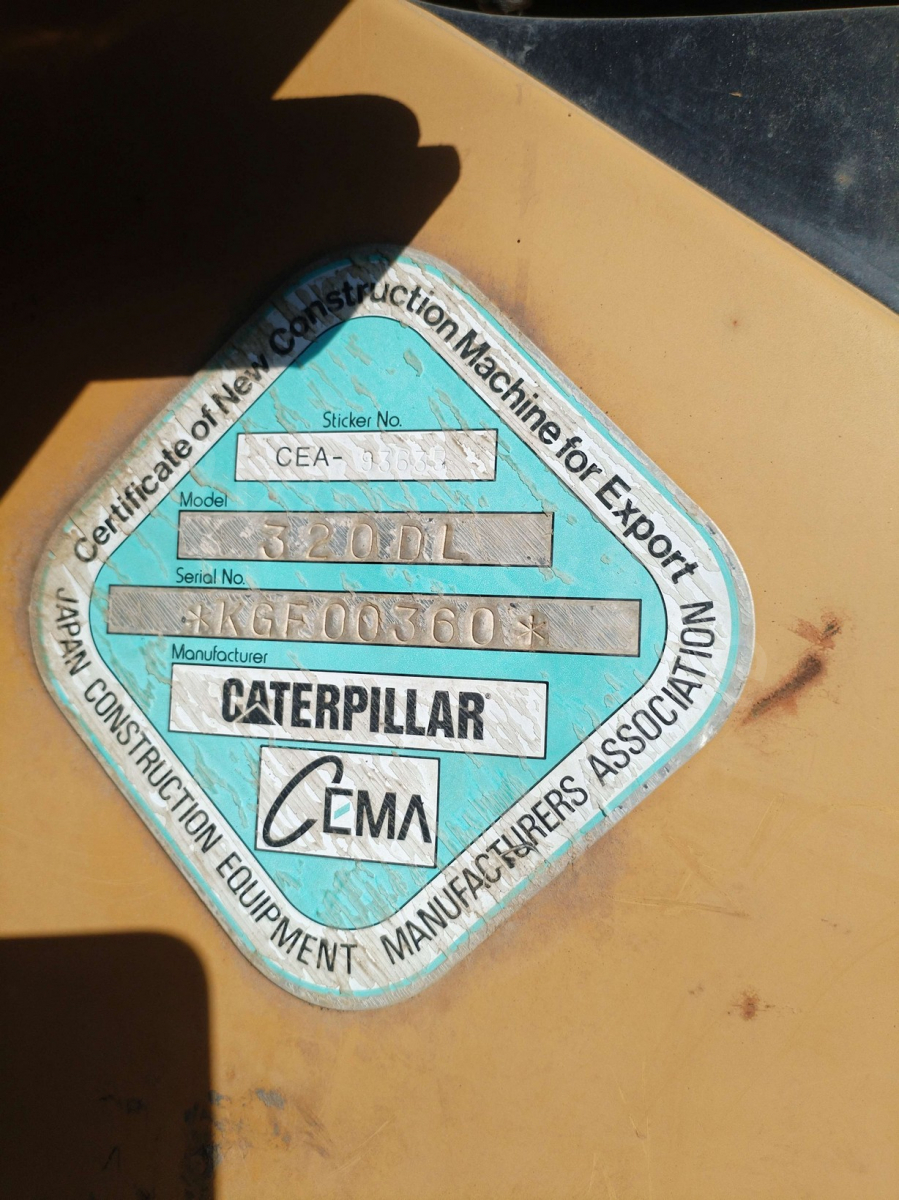 Certificate of New Construction Machine for Export
Sticker No.
CEA-
Model
320DL
Serial No.
*KGF00360*
Manufacturer
CATERPILLAR
CEMA
JAPAN CONSTRUCTION EQUIPMENT MANUFACTURERS ASSOCIATION